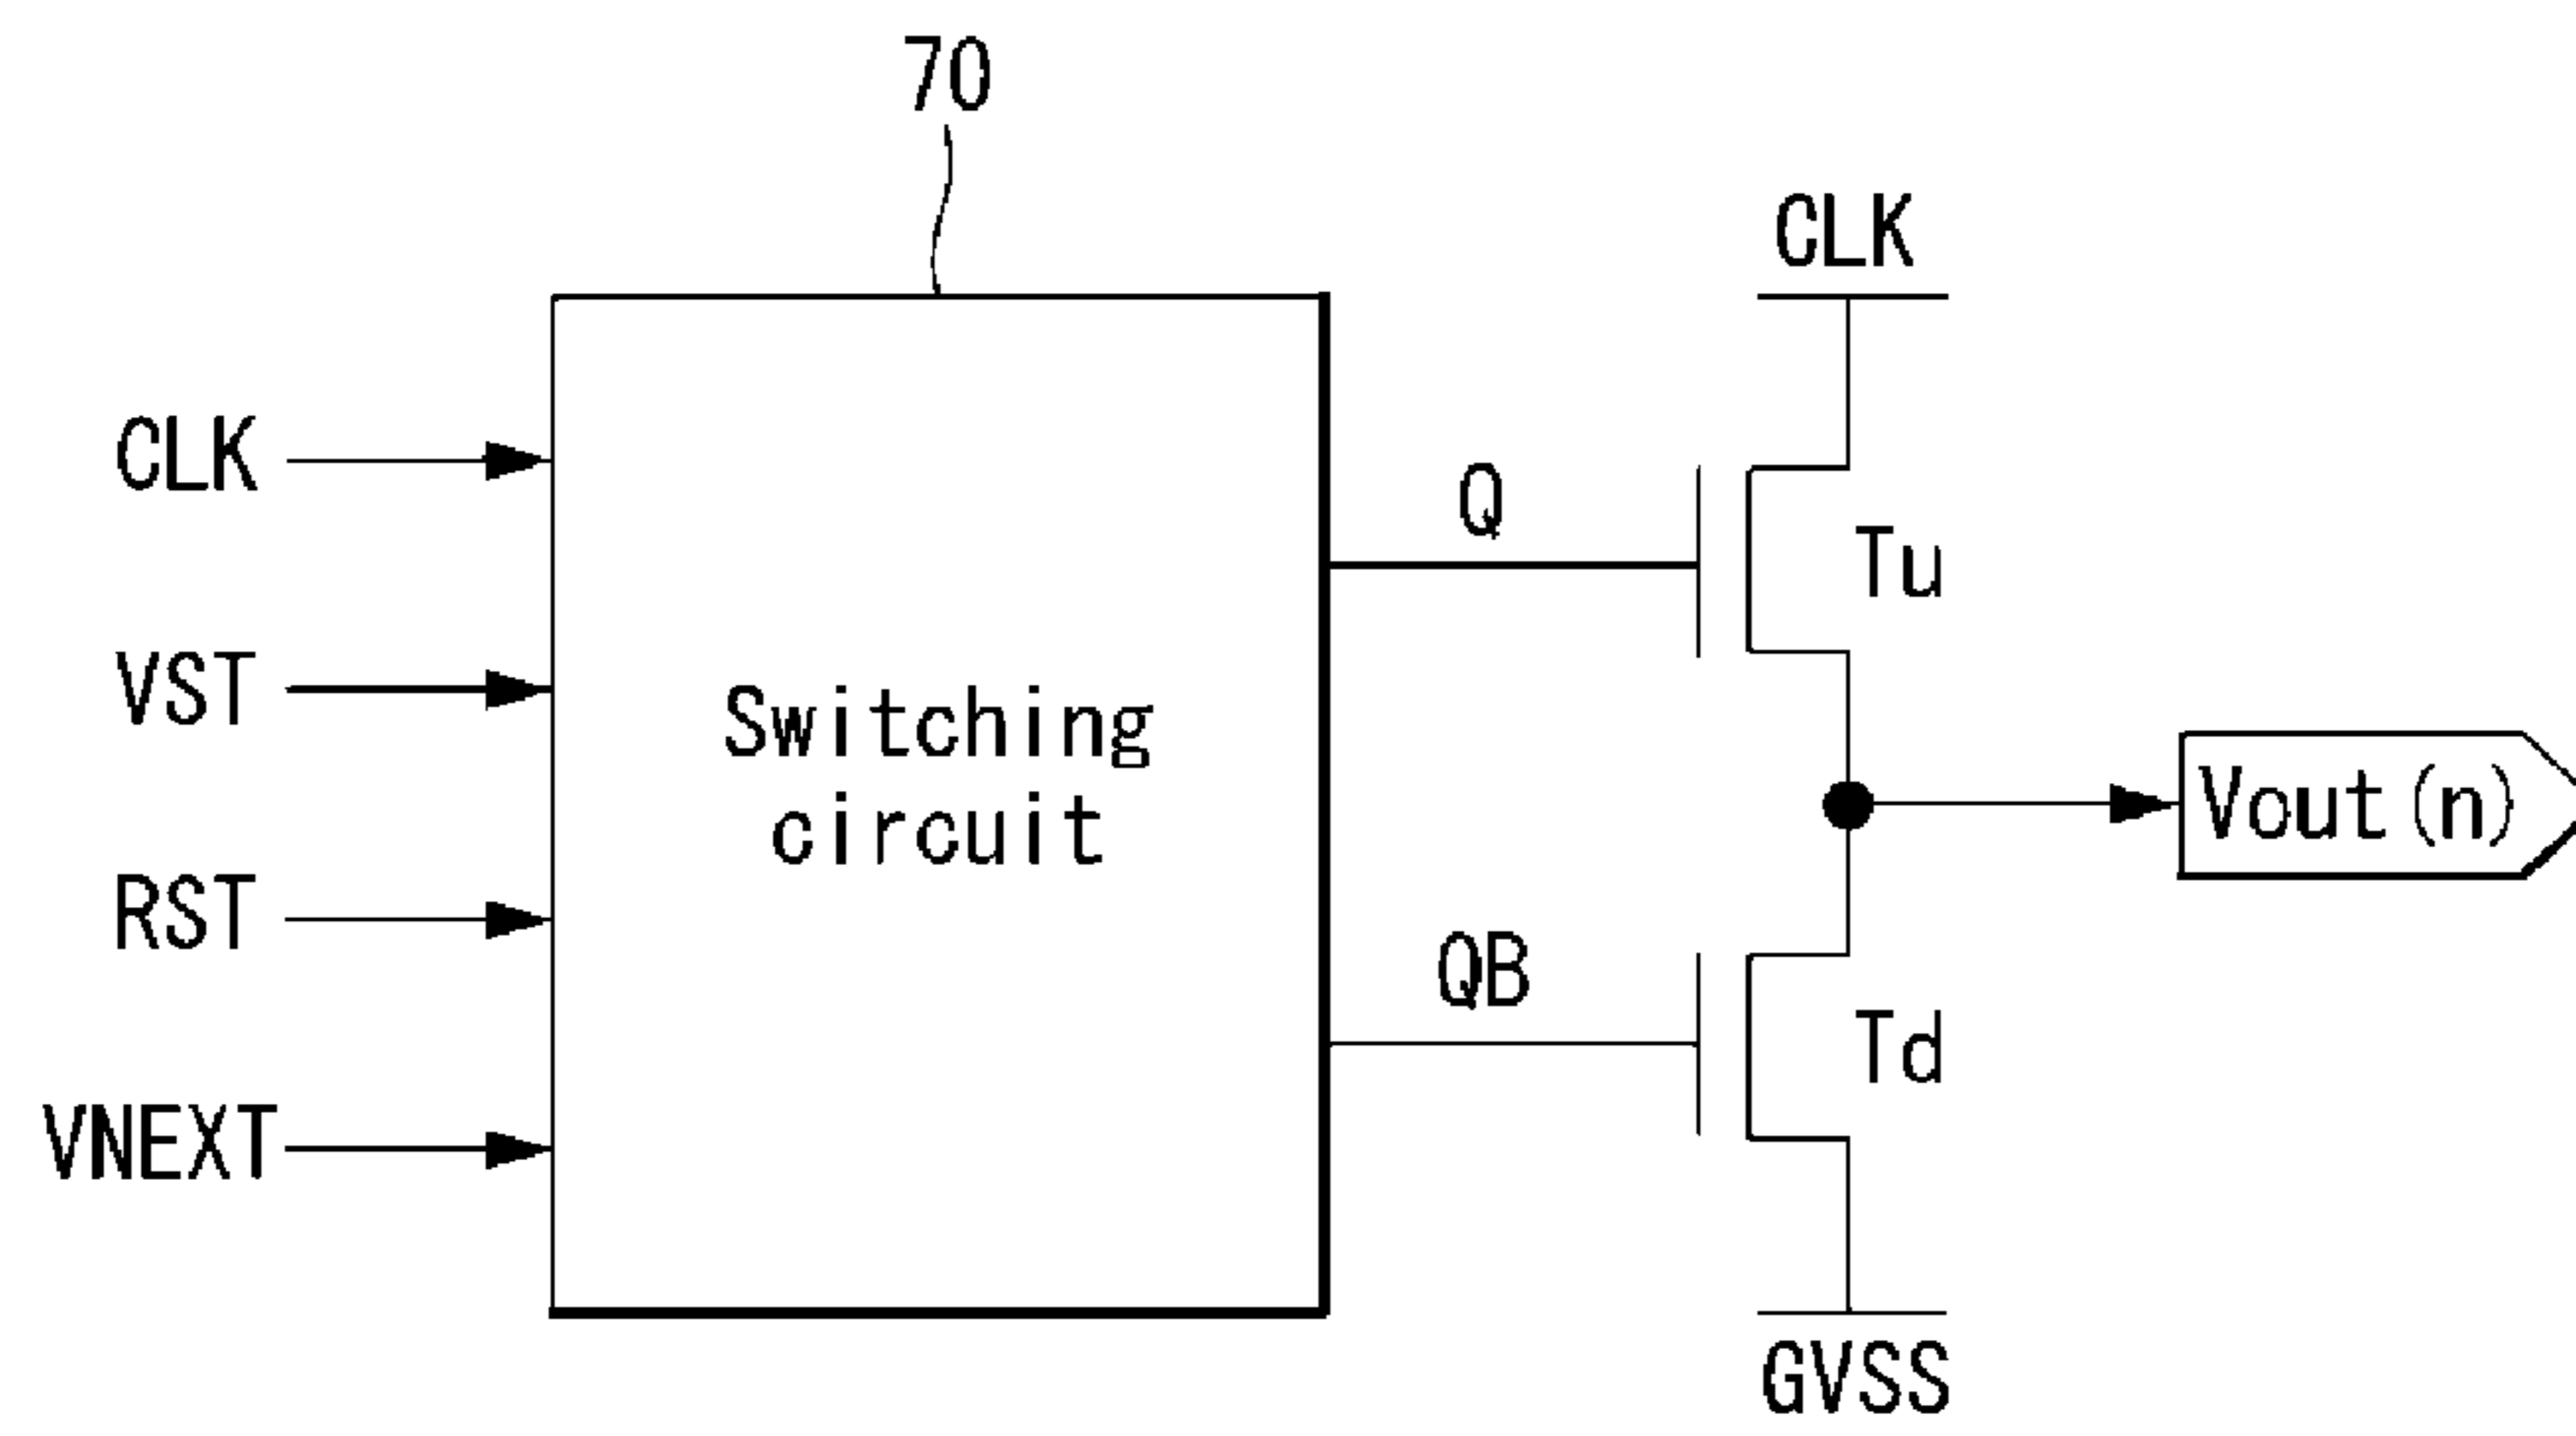 70
CLK
CLK
Q
Tu
VST
Switching
circuit
Vout(n)
RST
QB
Td
VNEXT
GVSS